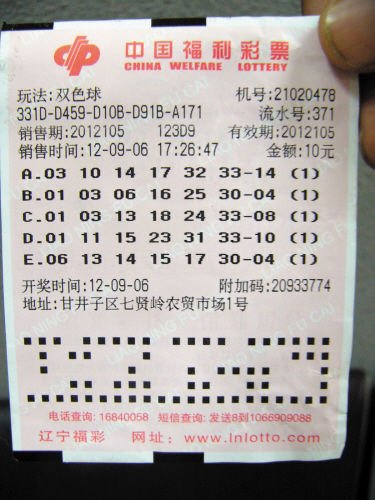 中国福利彩票
CHINA WELFARE LOTTERY
玩法:双色球 机号:21020478
331D-D459-D10B-D91B-A171 流水号:371
销售期:2012105 123D9 有效期:2012105
销售时间:12-09-06 17:26:47 金额:10元
A.03 10 14 17 32 33-14 (1)
B.01 03 06 16 25 30-04 (1)
C.01 03 13 18 24 33-08 (1)
D.01 11 15 23 31 33-10 (1)
E.06 13 14 15 17 30-04 (1)
开奖时间:12-09-06 附加码:20933774
地址:甘井子区七贤岭农贸市场1号
电话查询: 16840058 短信查询: 发送8到1066909088
辽宁福彩 网址: www.lnlotto.com